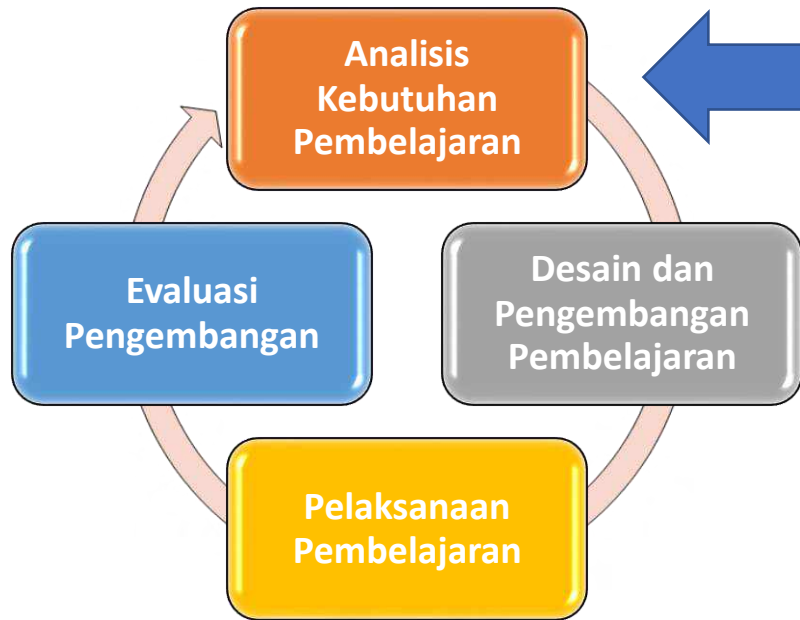 Analisis
Kebutuhan
Pembelajaran
Evaluasi
Pengembangan
Desain dan
Pengembangan
Pembelajaran
Pelaksanaan
Pembelajaran